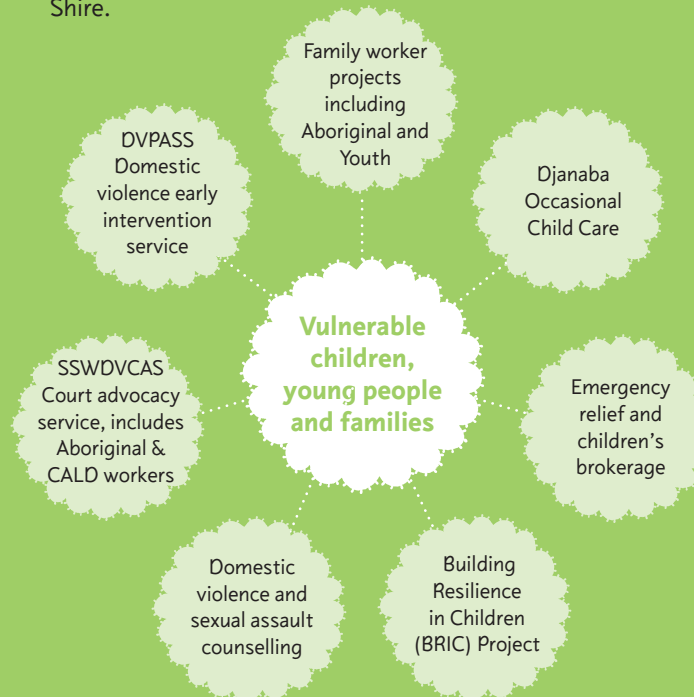 Shire.
Family worker
projects
including
Aboriginal and
Youth
DVPASS
Domestic
violence early
intervention
service
Djanaba
Occasional
Child Care
Vulnerable
children,
young people
and families
SSWDVCAS
Court advocacy
service, includes
Aboriginal &
CALD workers
Emergency
relief and
children's
brokerage
Domestic
violence and
sexual assault
counselling
Building
Resilience
in Children
(BRIC) Project